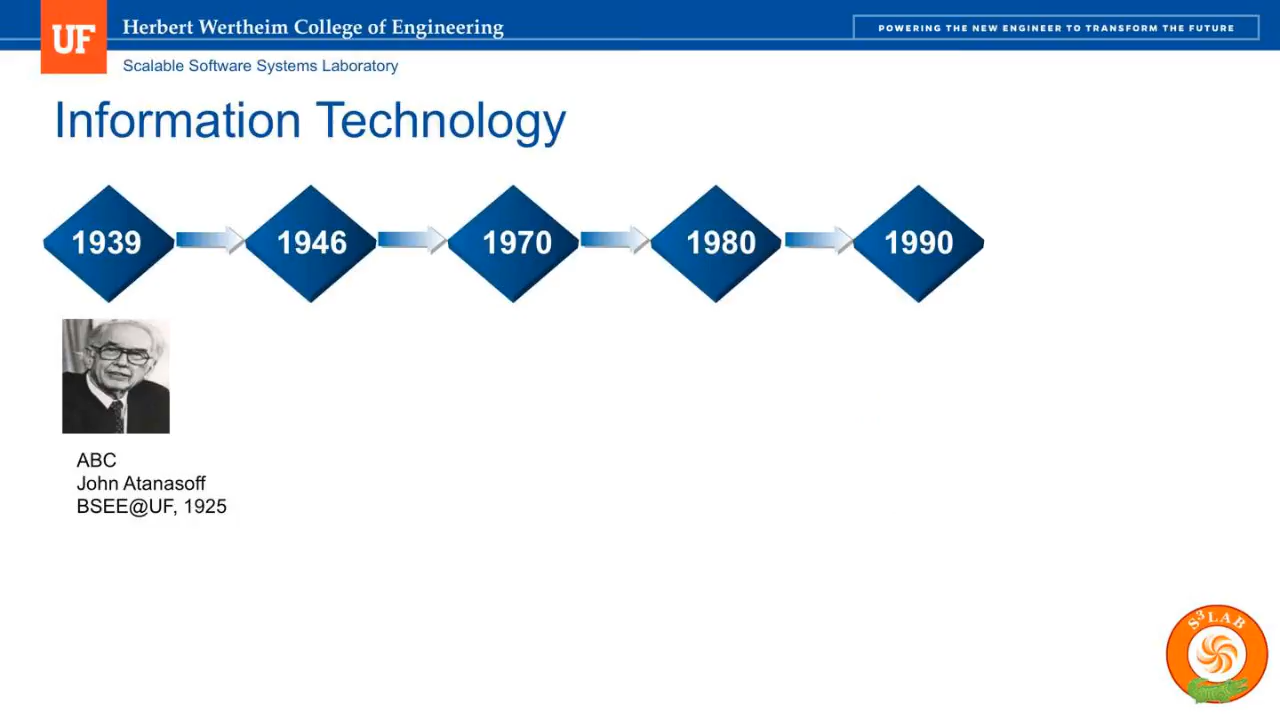 UF
Herbert Wertheim College of Engineering
POWERING THE NEW ENGINEER TO TRANSFORM THE FUTURE
Scalable Software Systems Laboratory
Information Technology
1939
1946
1970
1980
1990
ABC
John Atanasoff
BSEE@UF, 1925
S³LAB